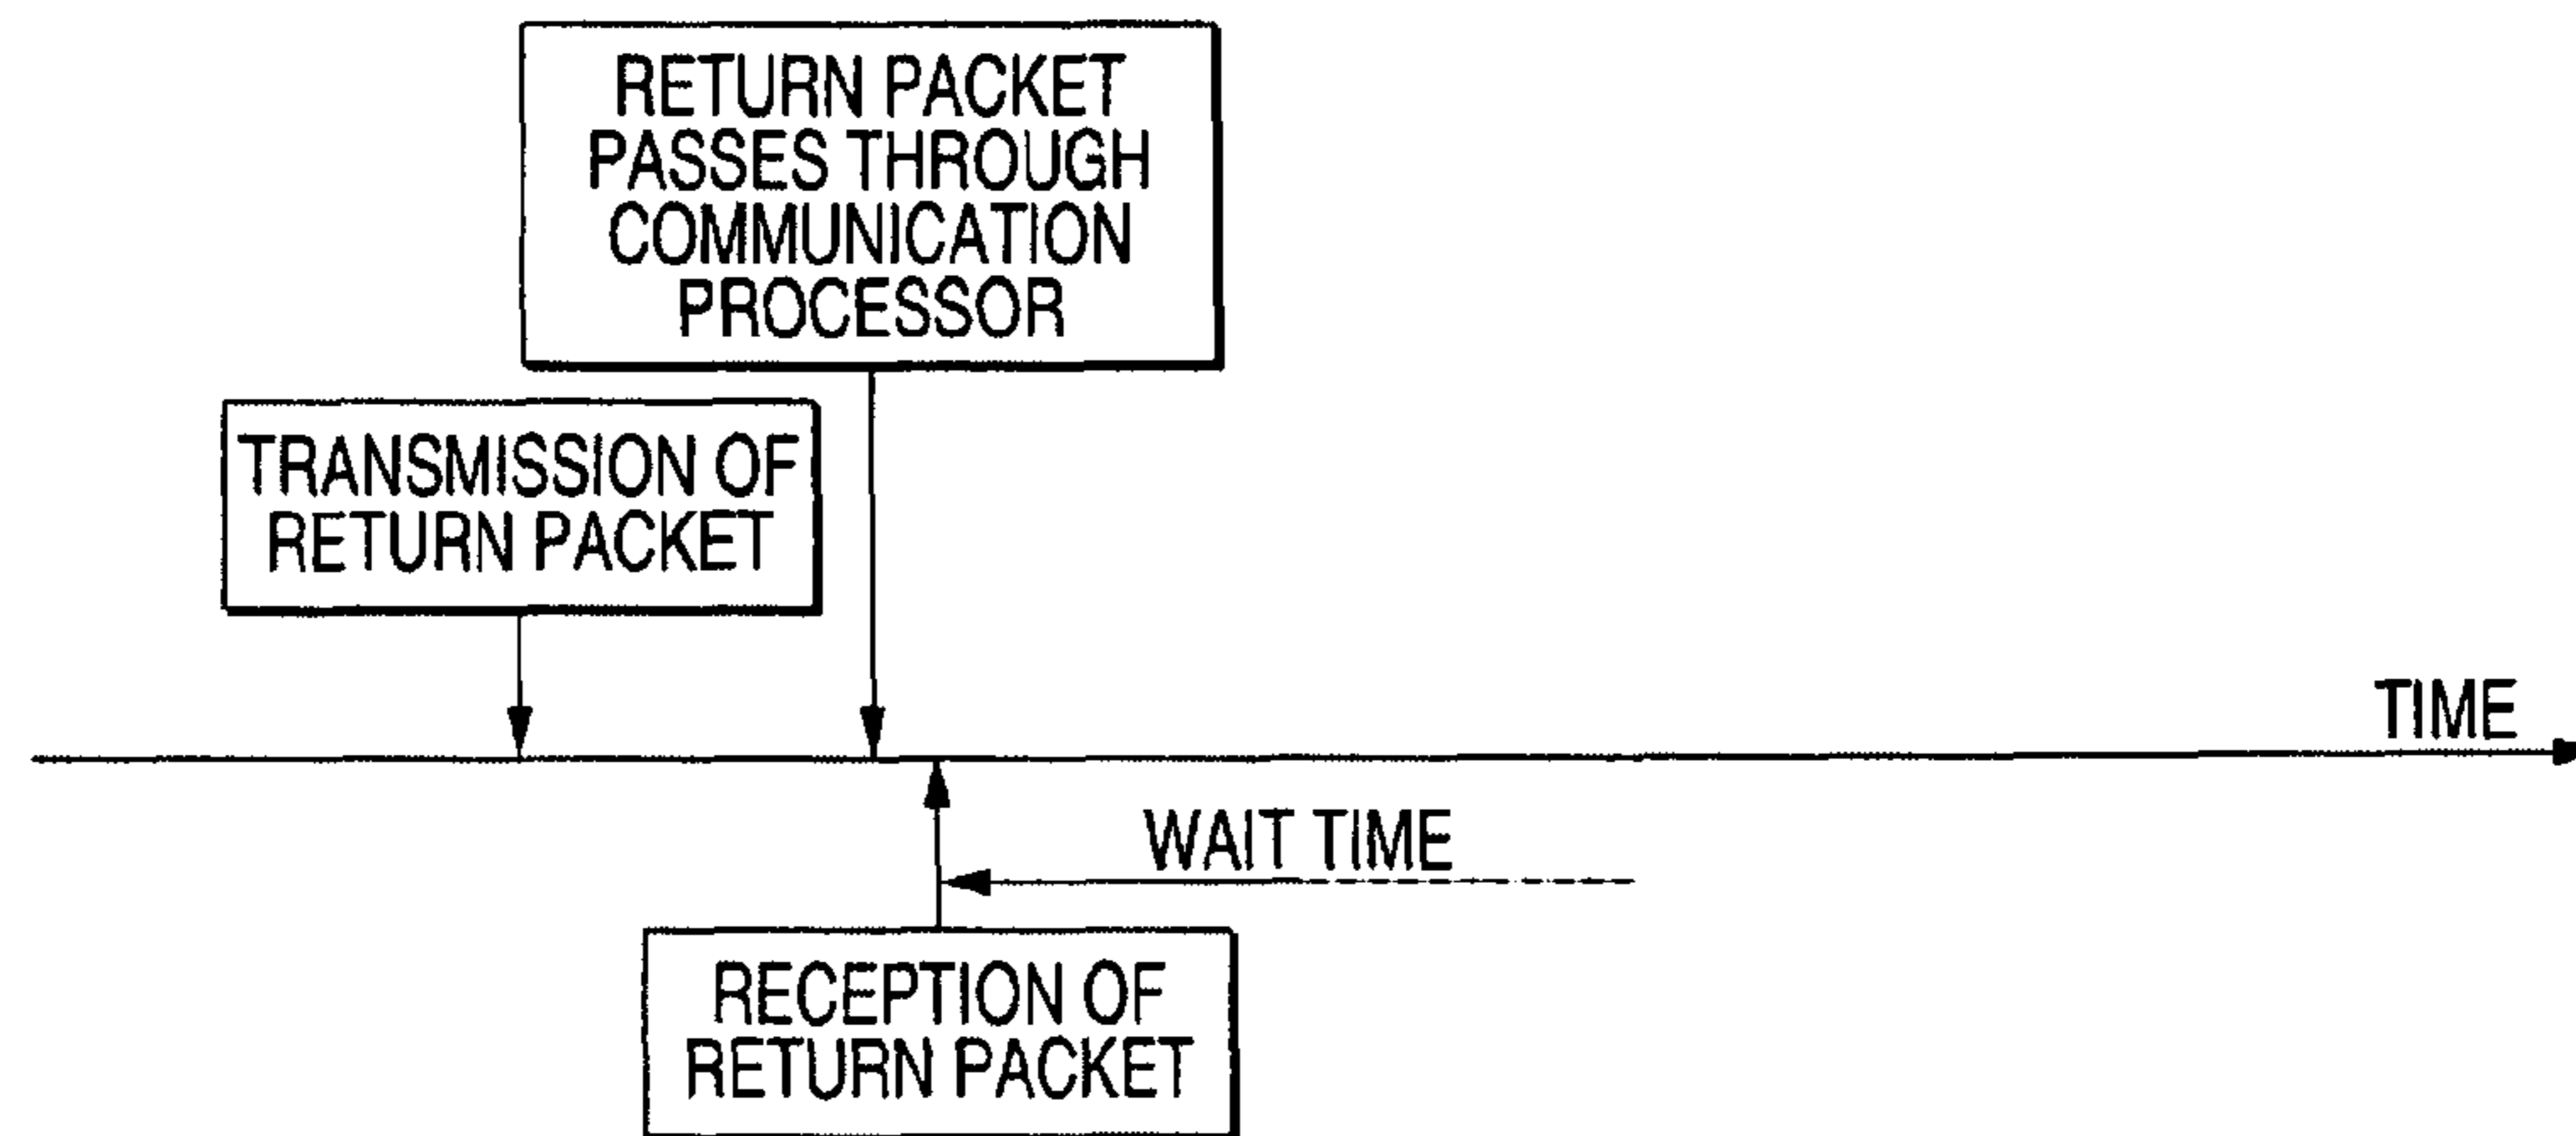 RETURN PACKET
PASSES THROUGH
COMMUNICATION
PROCESSOR
TRANSMISSION OF
RETURN PACKET
TIME
WAIT TIME
RECEPTION OF
RETURN PACKET